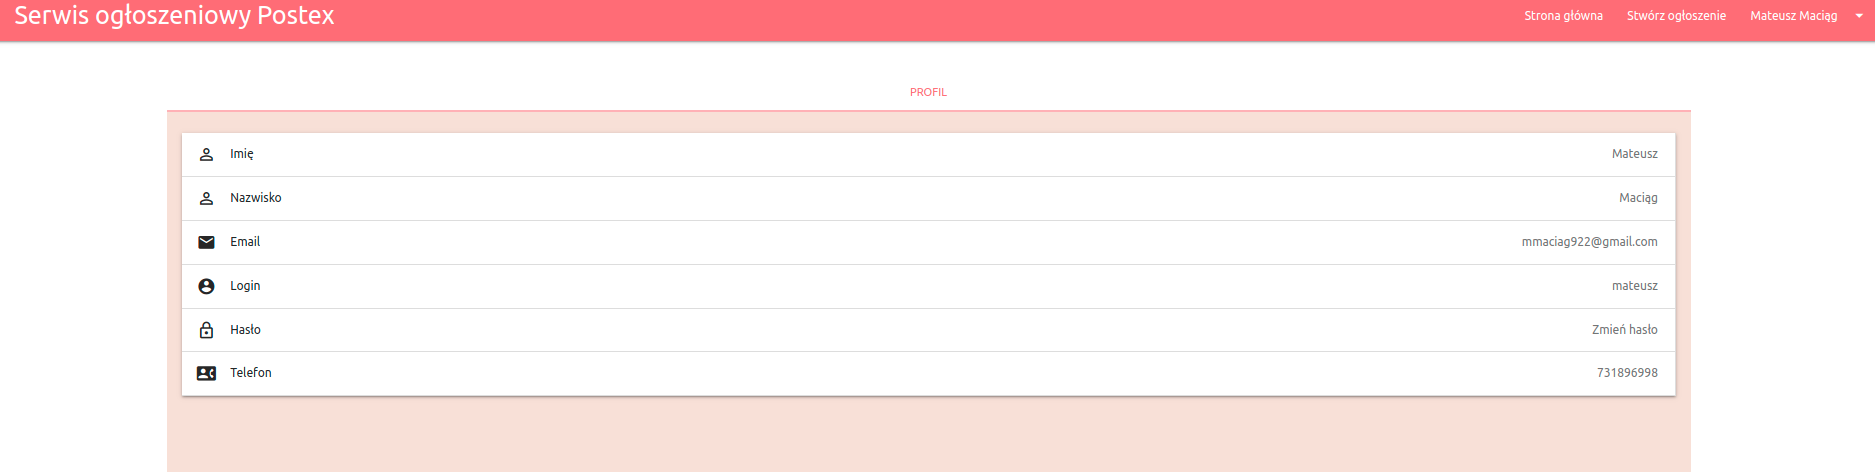 Serwis ogłoszeniowy Postex
Strona główna Stwórz ogłoszenie Mateusz Maciąg
PROFIL
Imię Mateusz
Nazwisko Maciąg
Email mmaciag922@gmail.com
Login mateusz
Hasło Zmień hasło
Telefon 731896998